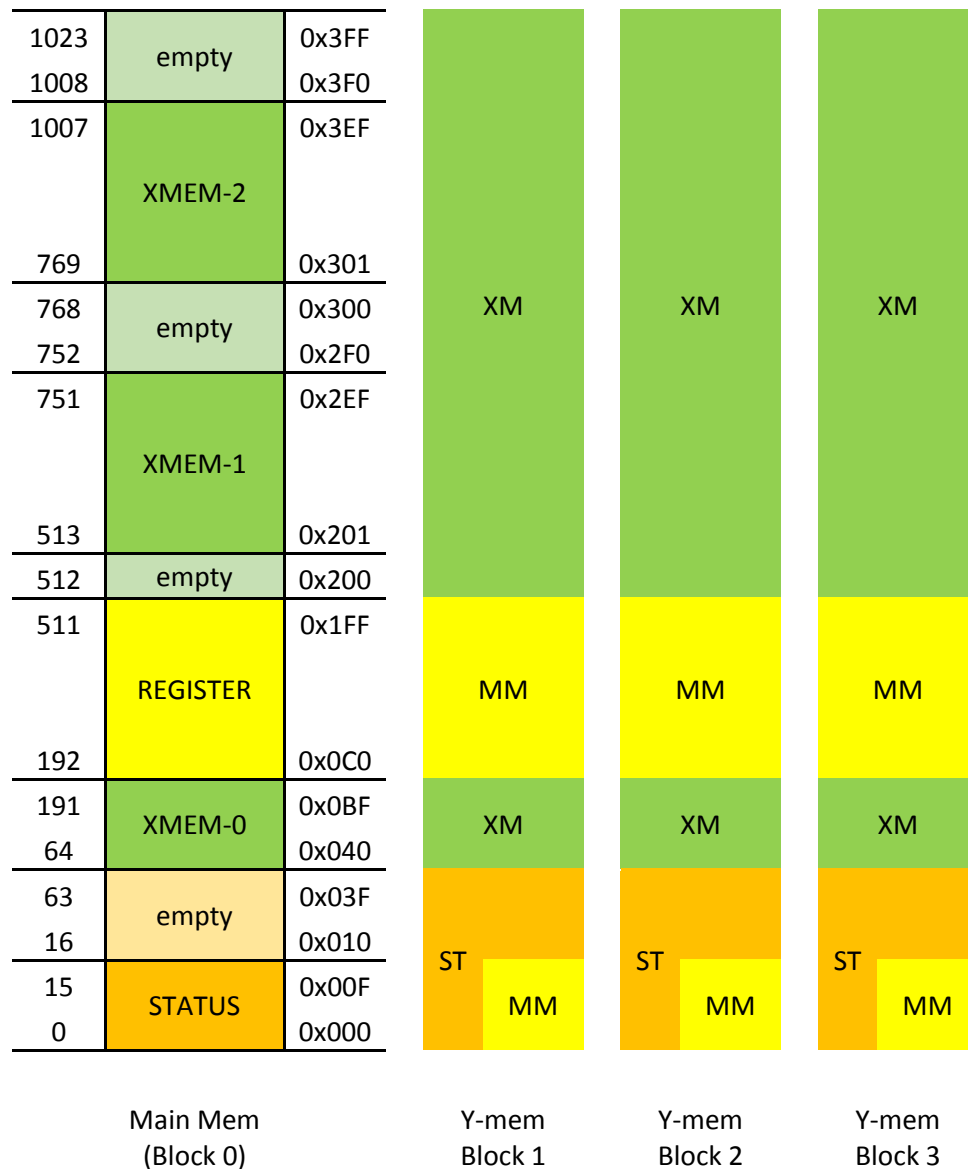 1023 0x3FF
empty
1008 0x3F0
1007 0x3EF
XMEM-2
769 0x301
768 0x300 XM XM XM
empty
752 0x2F0
751 0x2EF
XMEM-1
513 0x201
512 empty 0x200
511 0x1FF
REGISTER MM MM MM
192 0x0C0
191 0x0BF
XMEM-0 XM XM XM
64 0x040
63 0x03F
empty
16 0x010
ST ST ST
15 0x00F
STATUS MM MM MM
0 0x000
Main Mem Y-mem Y-mem Y-mem
(Block 0) Block 1 Block 2 Block 3